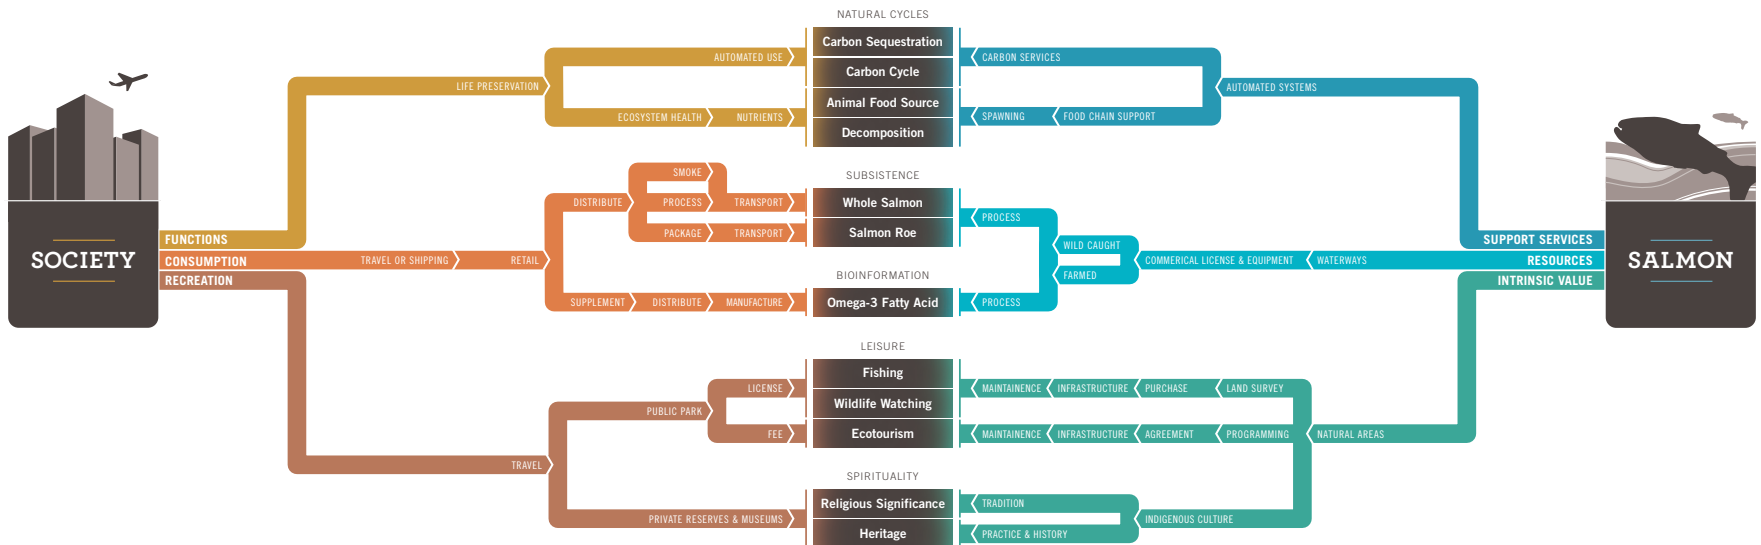 NATURAL CYCLES
Carbon Sequestration
AUTOMATED USE
CARBON SERVICES
Carbon Cycle
LIFE PRESERVATION
AUTOMATED SYSTEMS
Animal Food Source
ECOSYSTEM HEALTH
NUTRIENTS
SPAWNING
FOOD CHAIN SUPPORT
Decomposition
SMOKE
SUBSISTENCE
DISTRIBUTE
PROCESS
TRANSPORT
Whole Salmon
PROCESS
PACKAGE
TRANSPORT
Salmon Roe
FUNCTIONS
WILD CAUGHT
SUPPORT SERVICES
SOCIETY
CONSUMPTION
TRAVEL OR SHIPPING
RETAIL
COMMERICAL LICENSE & EQUIPMENT
WATERWAYS
RESOURCES
SALMON
RECREATION
BIOINFORMATION
FARMED
INTRINSIC VALUE
SUPPLEMENT
DISTRIBUTE
MANUFACTURE
Omega-3 Fatty Acid
PROCESS
LEISURE
Fishing
LICENSE
MAINTAINENCE
INFRASTRUCTURE
PURCHASE
LAND SURVEY
PUBLIC PARK
Wildlife Watching
FEE
Ecotourism
MAINTAINENCE
INFRASTRUCTURE
AGREEMENT
PROGRAMMING
NATURAL AREAS
TRAVEL
SPIRITUALITY
Religious Significance
TRADITION
PRIVATE RESERVES & MUSEUMS
INDIGENOUS CULTURE
Heritage
PRACTICE & HISTORY